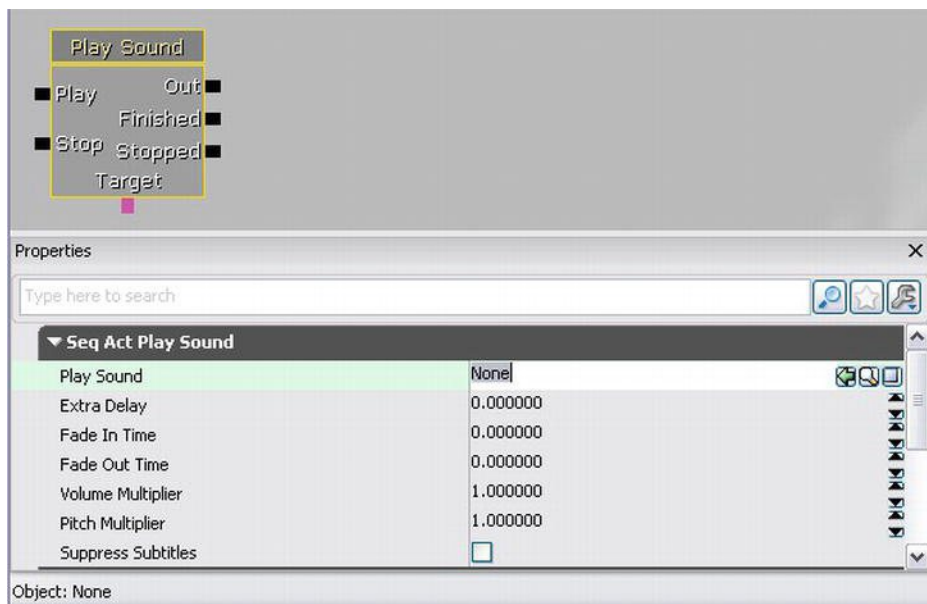 Play Sound
Play
Out
Finished
Stop
Stopped
Target
Properties
Type here to search
Seq Act Play Sound
Play Sound None
Extra Delay 0.000000
Fade In Time 0.000000
Fade Out Time 0.000000
Volume Multiplier 1.000000
Pitch Multiplier 1.000000
Suppress Subtitles
Object: None